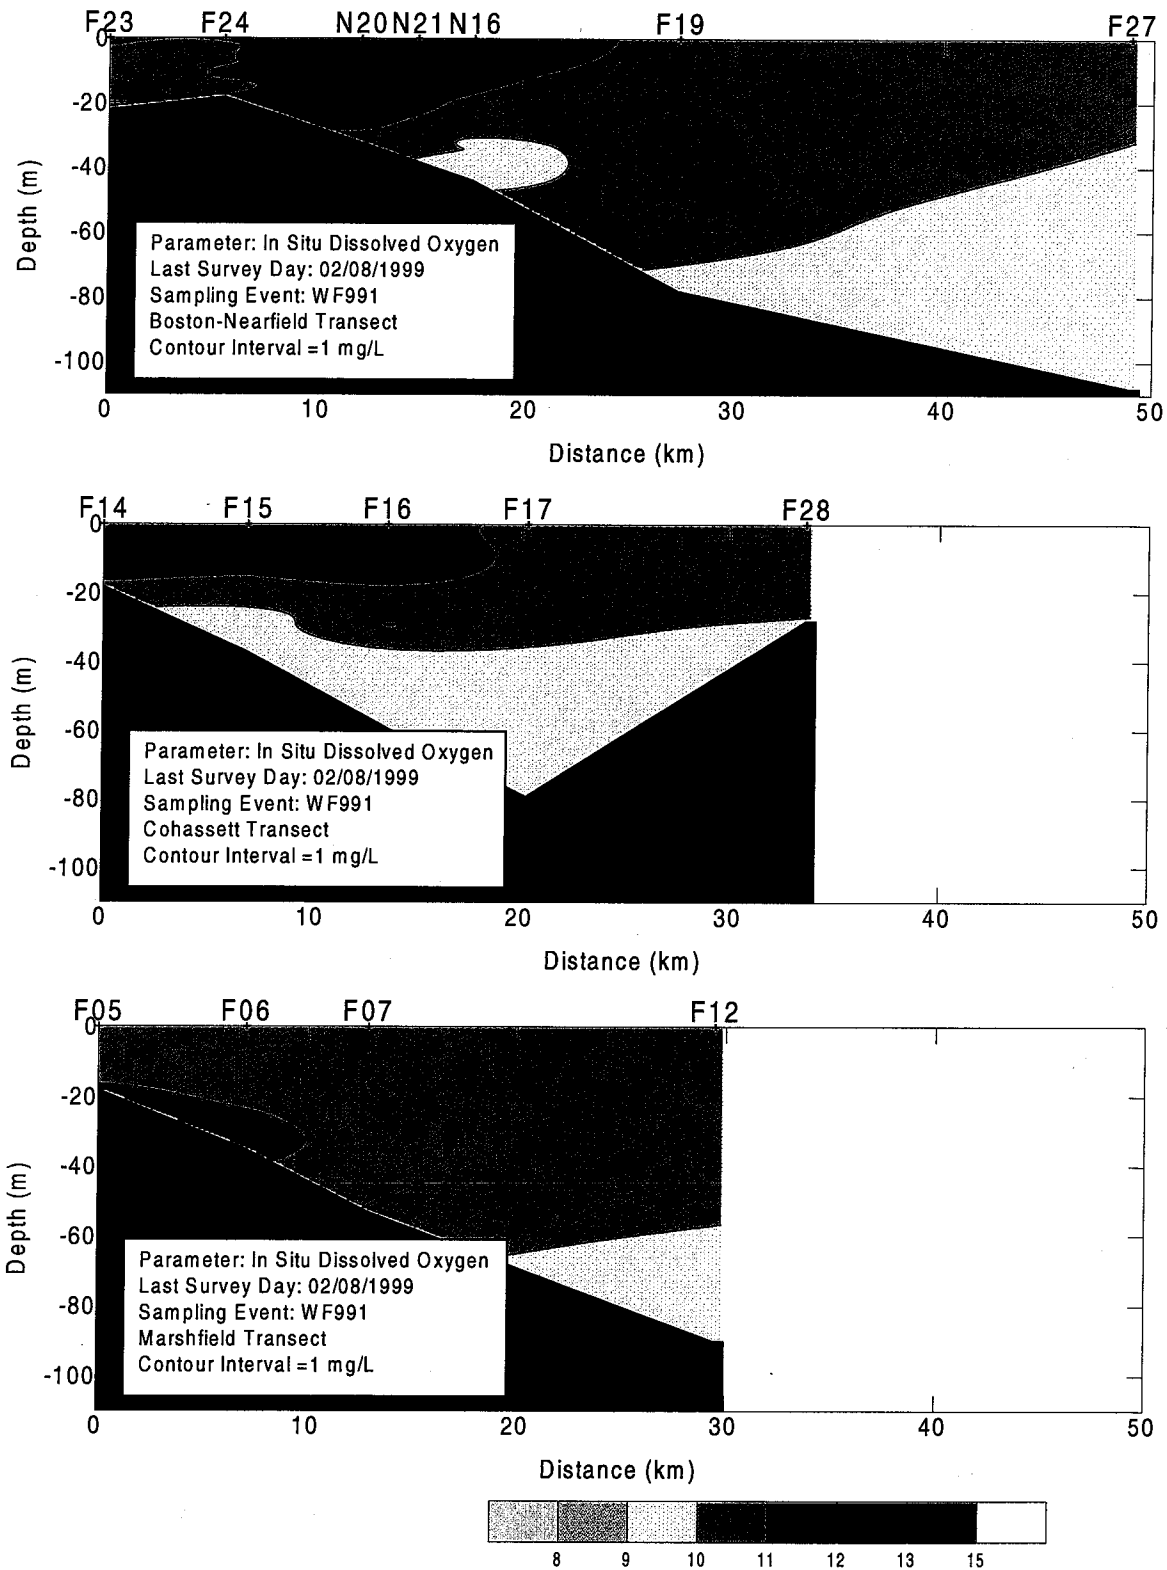 F23 F24 N20 N21 N16 F19 F27
0
-20
-40
-60
-80
-100
Depth (m)
Parameter: In Situ Dissolved Oxygen
Last Survey Day: 02/08/1999
Sampling Event: WF991
Boston-Nearfield Transect
Contour Interval =1 mg/L
0 10 20 30 40 50
Distance (km)
F14 F15 F16 F17 F28
0
-20
-40
-60
-80
-100
Depth (m)
Parameter: In Situ Dissolved Oxygen
Last Survey Day: 02/08/1999
Sampling Event: WF991
Cohassett Transect
Contour Interval =1 mg/L
0 10 20 30 40 50
Distance (km)
F05 F06 F07 F12
0
-20
-40
-60
-80
-100
Depth (m)
Parameter: In Situ Dissolved Oxygen
Last Survey Day: 02/08/1999
Sampling Event: WF991
Marshfield Transect
Contour Interval =1 mg/L
0 10 20 30 40 50
Distance (km)
8 9 10 11 12 13 15